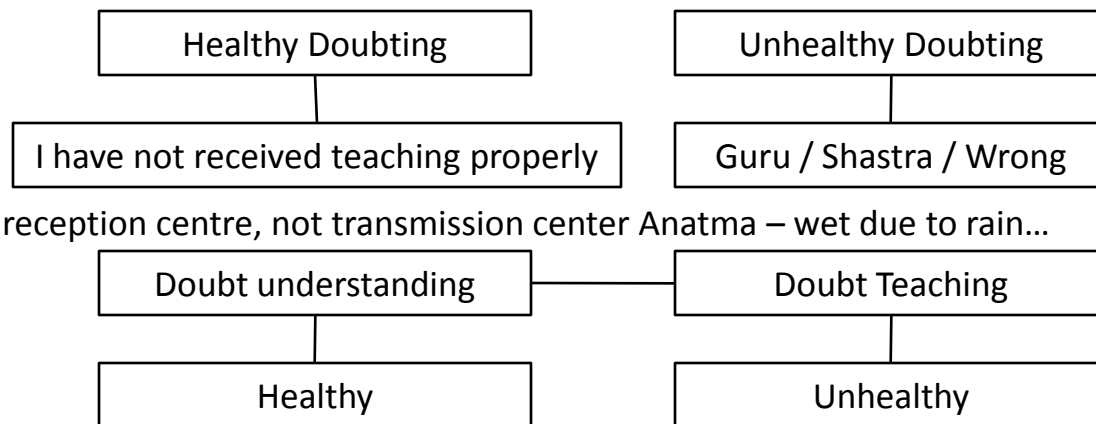 Healthy Doubting Unhealthy Doubting
I have not received teaching properly Guru / Shastra / Wrong
reception centre, not transmission center Anatma – wet due to rain…
Doubt understanding Doubt Teaching
Healthy Unhealthy